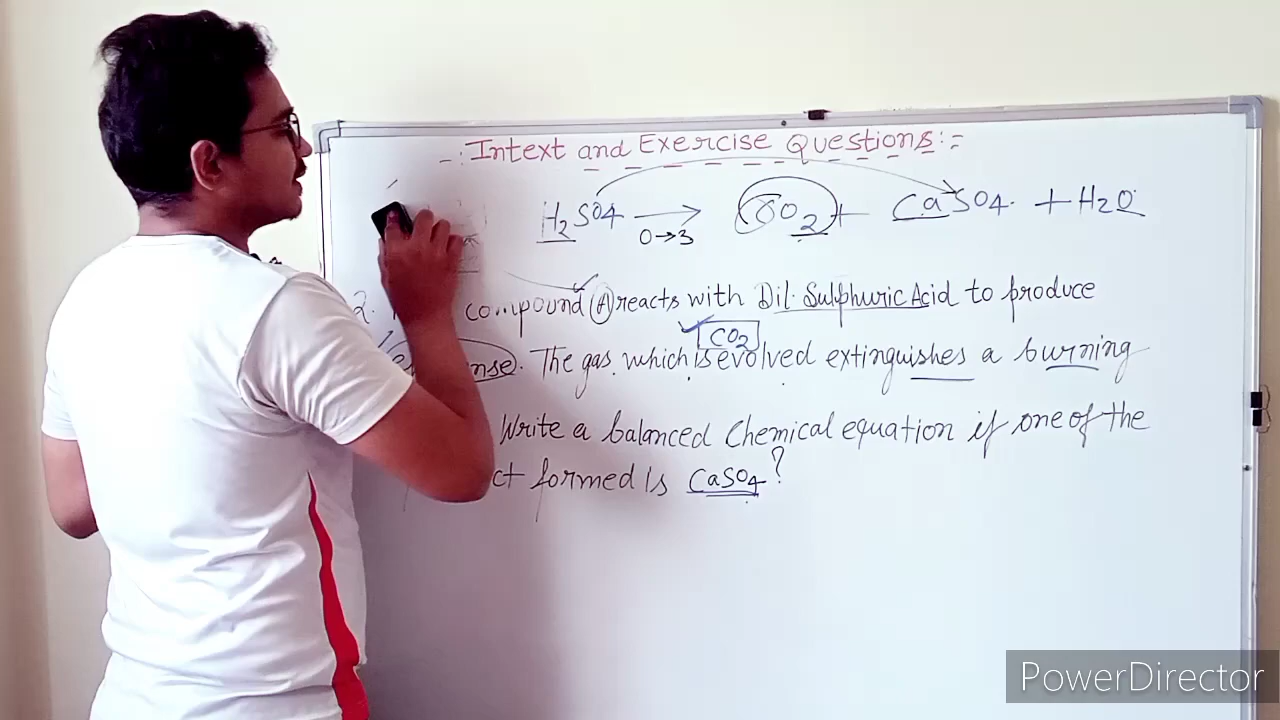 -: Intext and Exercise Questions :-
H2SO4 → CO2 + CaSO4 + H2O
0→3
2. compound (A) reacts with Dil. Sulphuric Acid to produce
CO2
The gas which is evolved extinguishes a burning
Write a balanced Chemical equation if one of the
formed is CaSO4?
PowerDirector